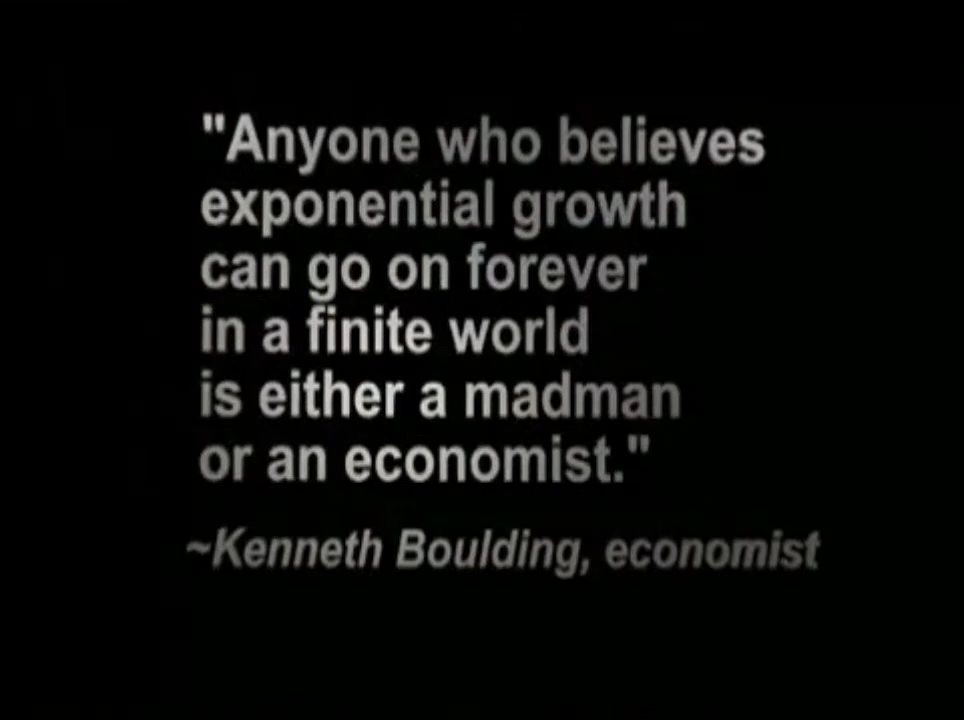 "Anyone who believes
exponential growth
can go on forever
in a finite world
is either a madman
or an economist."
~Kenneth Boulding, economist